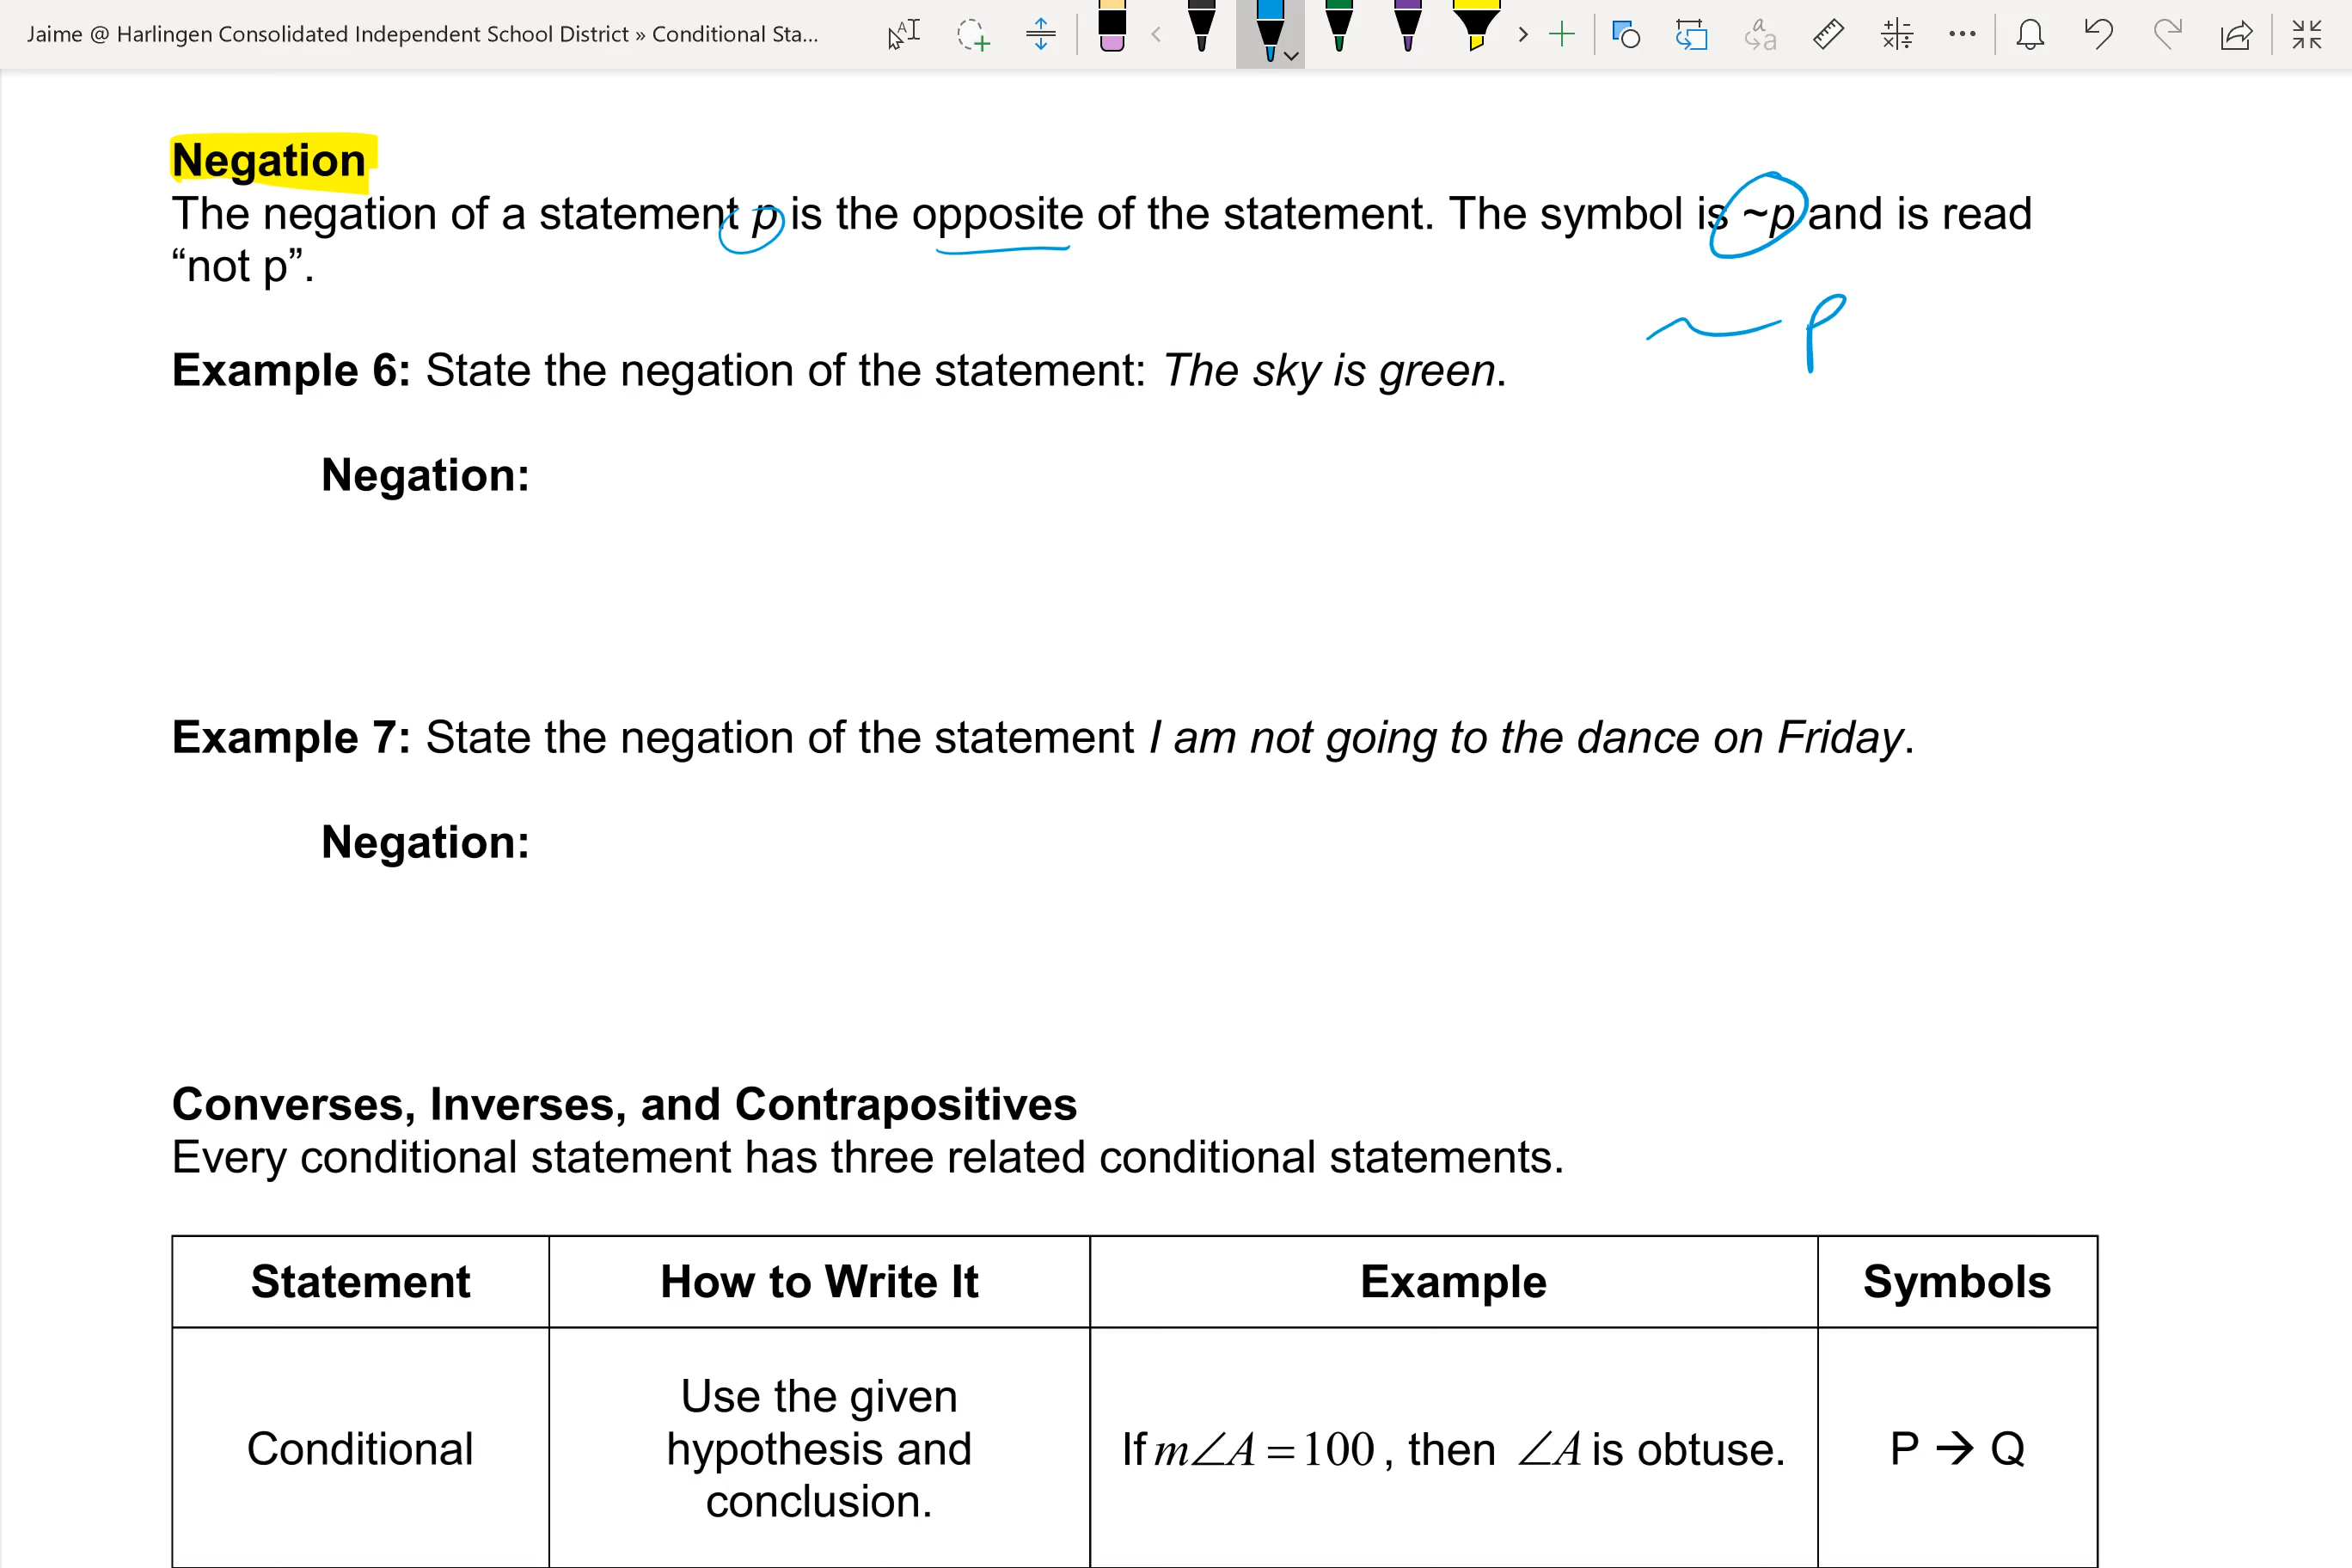 Jaime @ Harlingen Consolidated Independent School District » Conditional Sta...
Negation
The negation of a statement p is the opposite of the statement. The symbol is ~p and is read
“not p”.
~p
Example 6: State the negation of the statement: The sky is green.
Negation:
Example 7: State the negation of the statement I am not going to the dance on Friday.
Negation:
Converses, Inverses, and Contrapositives
Every conditional statement has three related conditional statements.
Statement How to Write It Example Symbols
Use the given
Conditional hypothesis and If m∠A = 100 , then ∠A is obtuse. P → Q
conclusion.